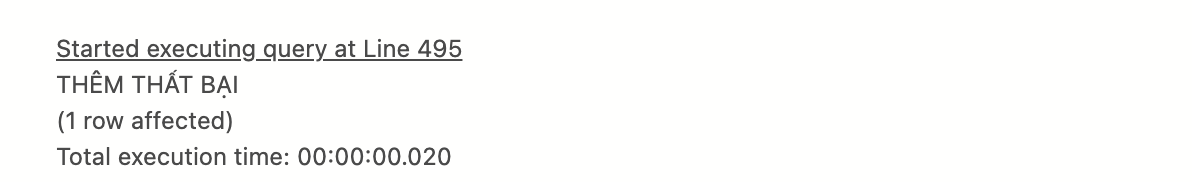 Started executing query at Line 495
THÊM THẤT BẠI
(1 row affected)
Total execution time: 00:00:00.020